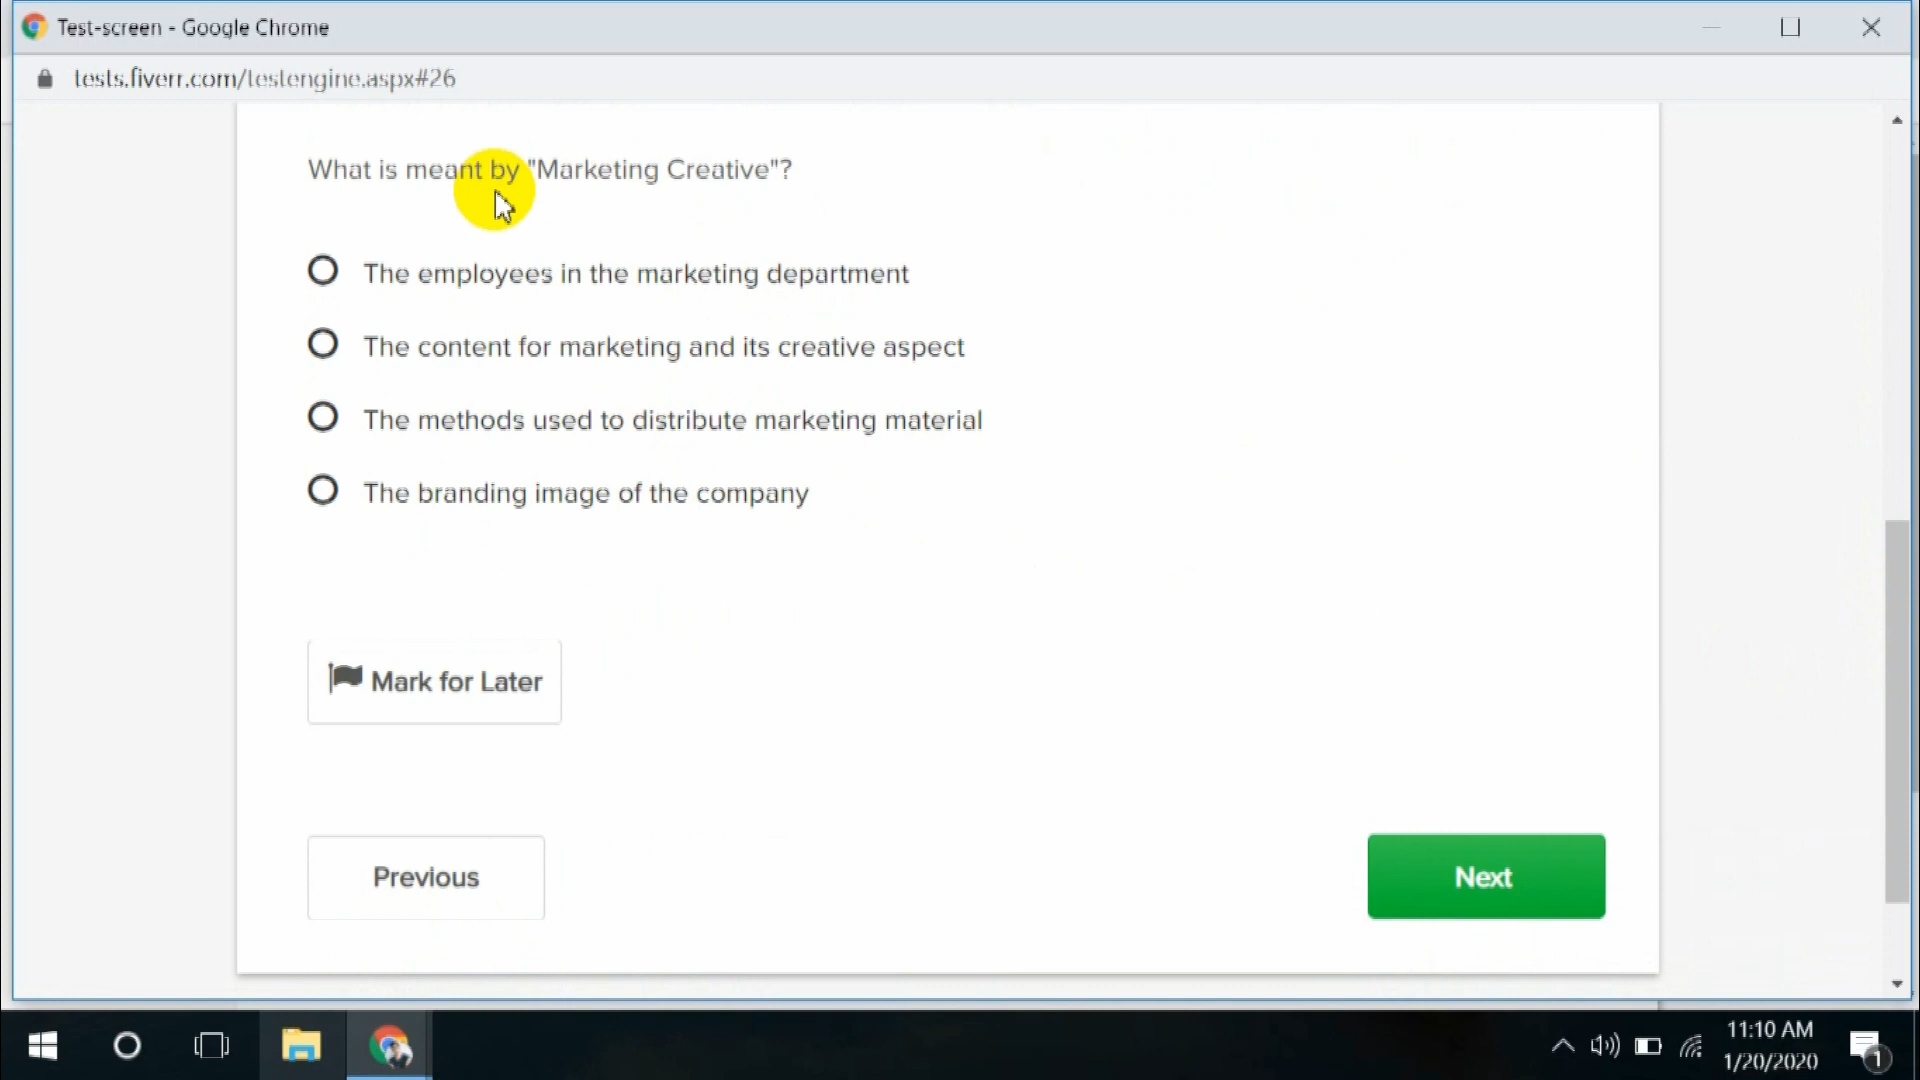 Test-screen - Google Chrome
tests.fiverr.com/testengine.aspx#26
What is meant by "Marketing Creative"?
The employees in the marketing department
The content for marketing and its creative aspect
The methods used to distribute marketing material
The branding image of the company
Mark for Later
Previous
Next
11:10 AM
1/20/2020
1